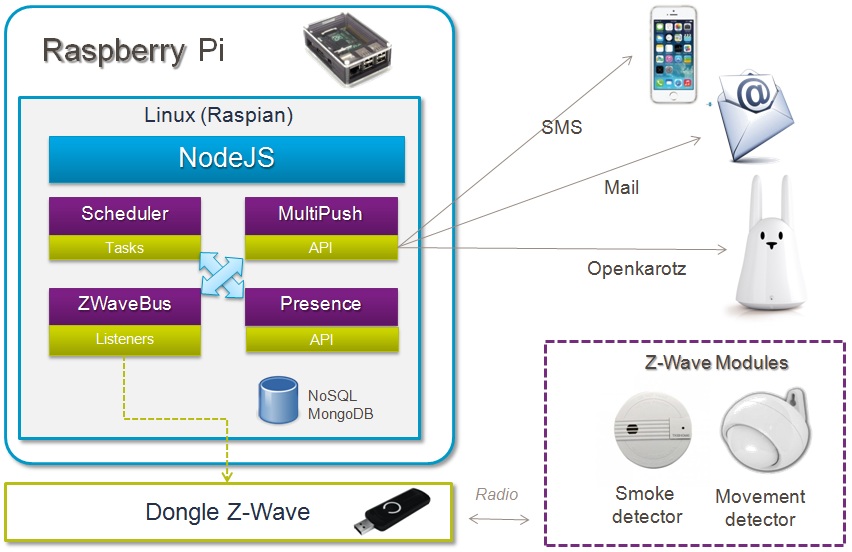 Raspberry Pi
Linux (Raspian)
NodeJS
Scheduler
Tasks
MultiPush
API
ZWaveBus
Listeners
Presence
API
NoSQL
MongoDB
SMS
Mail
Openkarotz
@
Z-Wave Modules
Smoke
detector
Movement
detector
Dongle Z-Wave
Radio